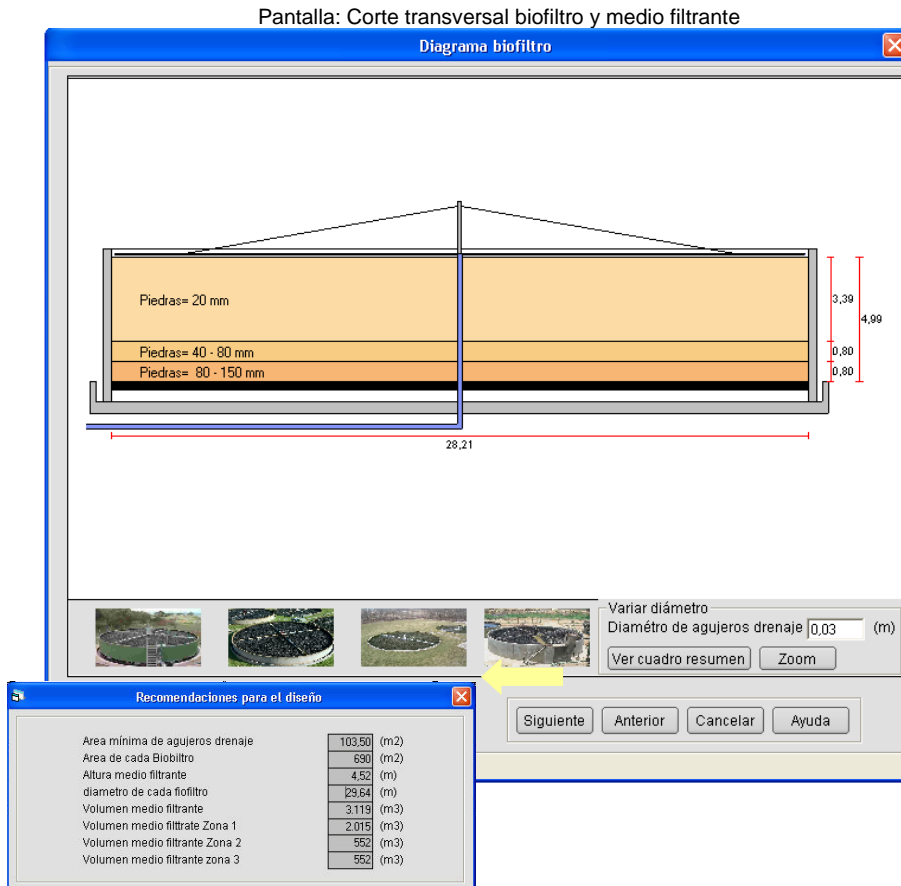 Pantalla: Corte transversal biofiltro y medio filtrante
Diagrama biofiltro
Piedras= 20 mm
3,39
4,99
Piedras= 40 - 80 mm
0,80
Piedras= 80 - 150 mm
0,80
28,21
Variar diámetro
Diamétro de agujeros drenaje 0,03 (m)
Ver cuadro resumen Zoom
Siguiente Anterior Cancelar Ayuda
Recomendaciones para el diseño
Area mínima de agujeros drenaje 103,50 (m2)
Area de cada Biobiltro 690 (m2)
Altura medio filtrante 4,52 (m)
diametro de cada fiofiltro 29,64 (m)
Volumen medio filtrante 3.119 (m3)
Volumen medio filttrate Zona 1 2.015 (m3)
Volumen medio filtrante Zona 2 552 (m3)
Volumen medio filtrante zona 3 552 (m3)